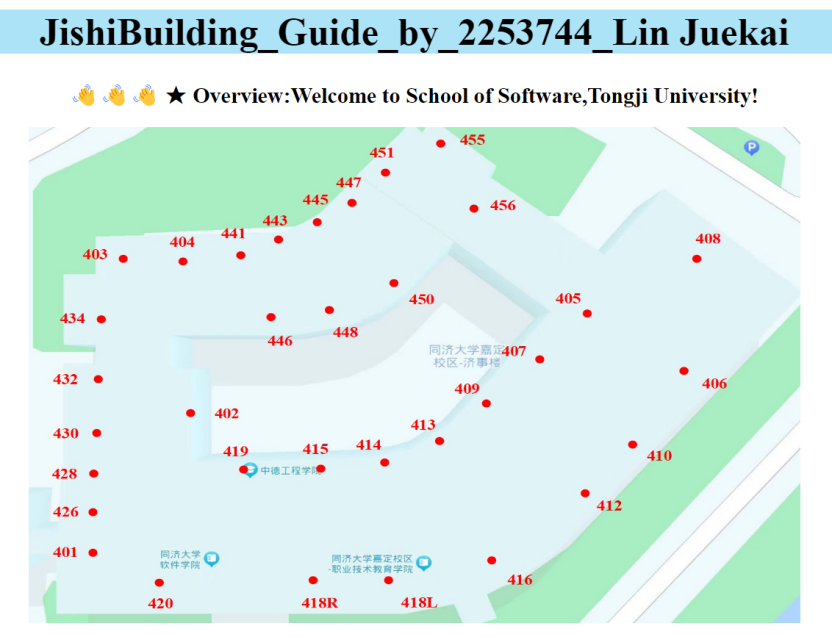 JishiBuilding_Guide_by_2253744_Lin Juekai
👋👋👋 ★ Overview:Welcome to School of Software,Tongji University!
455
451
P
447
456
445
443
441
404
408
403
450
405
434
448
446
同济大学嘉定
校区-济事楼
407
432
406
409
402
413
430
414
415
419
410
428
中德工程学院
412
426
401
同济大学
软件学院
同济大学嘉定校区
-职业技术教育学院
416
420
418R
418L